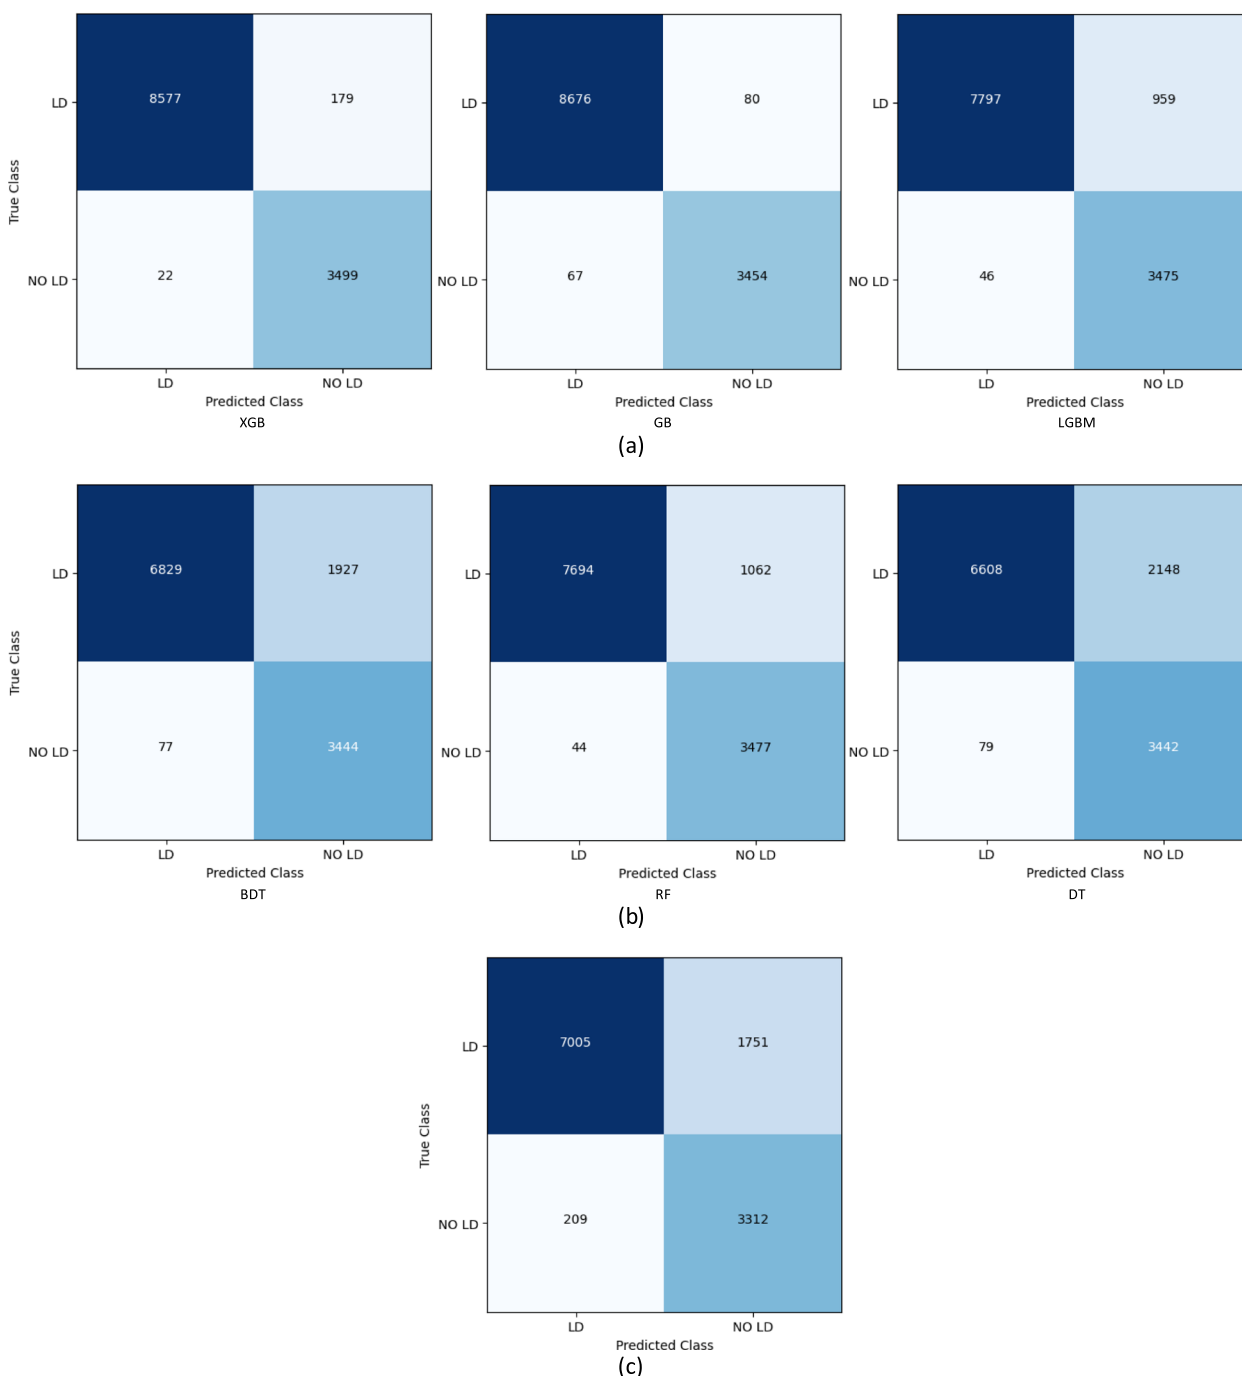 LD
8577
179
True Class
NO LD
22
3499
LD
NO LD
Predicted Class
XGB
LD
8676
80
NO LD
67
3454
LD
NO LD
Predicted Class
GB
LD
7797
959
NO LD
46
3475
LD
NO LD
Predicted Class
LGBM
(a)
LD
6829
1927
True Class
NO LD
77
3444
LD
NO LD
Predicted Class
BDT
LD
7694
1062
NO LD
44
3477
LD
NO LD
Predicted Class
RF
LD
6608
2148
NO LD
79
3442
LD
NO LD
Predicted Class
DT
(b)
LD
7005
1751
True Class
NO LD
209
3312
LD
NO LD
Predicted Class
(c)